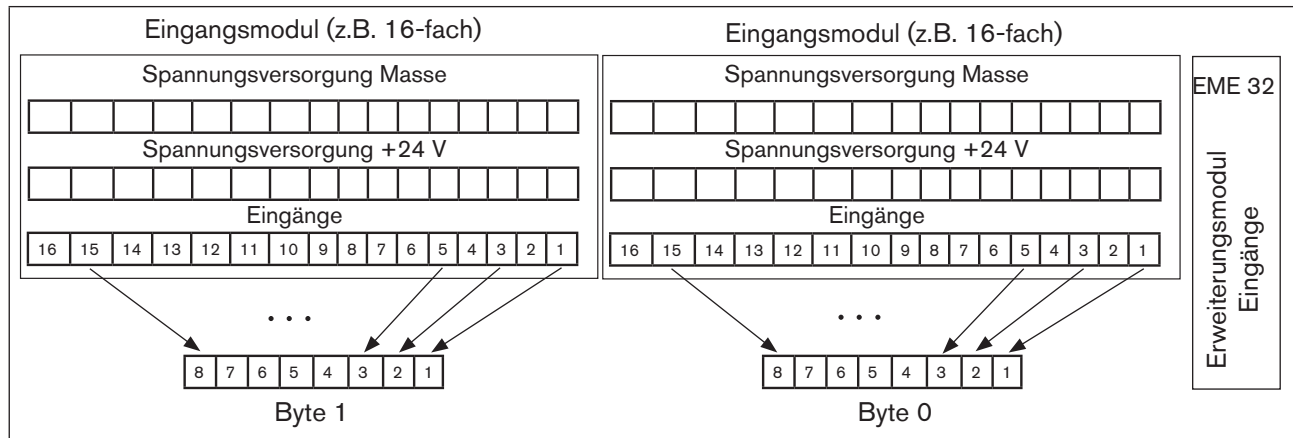 Eingangsmodul (z.B. 16-fach)
Spannungsversorgung Masse
Spannungsversorgung +24 V
Eingänge
16 15 14 13 12 11 10 9 8 7 6 5 4 3 2 1
. . .
8 7 6 5 4 3 2 1
Byte 1
Eingangsmodul (z.B. 16-fach)
Spannungsversorgung Masse
Spannungsversorgung +24 V
Eingänge
16 15 14 13 12 11 10 9 8 7 6 5 4 3 2 1
. . .
8 7 6 5 4 3 2 1
Byte 0
EME 32
Erweiterungsmodul
Eingänge